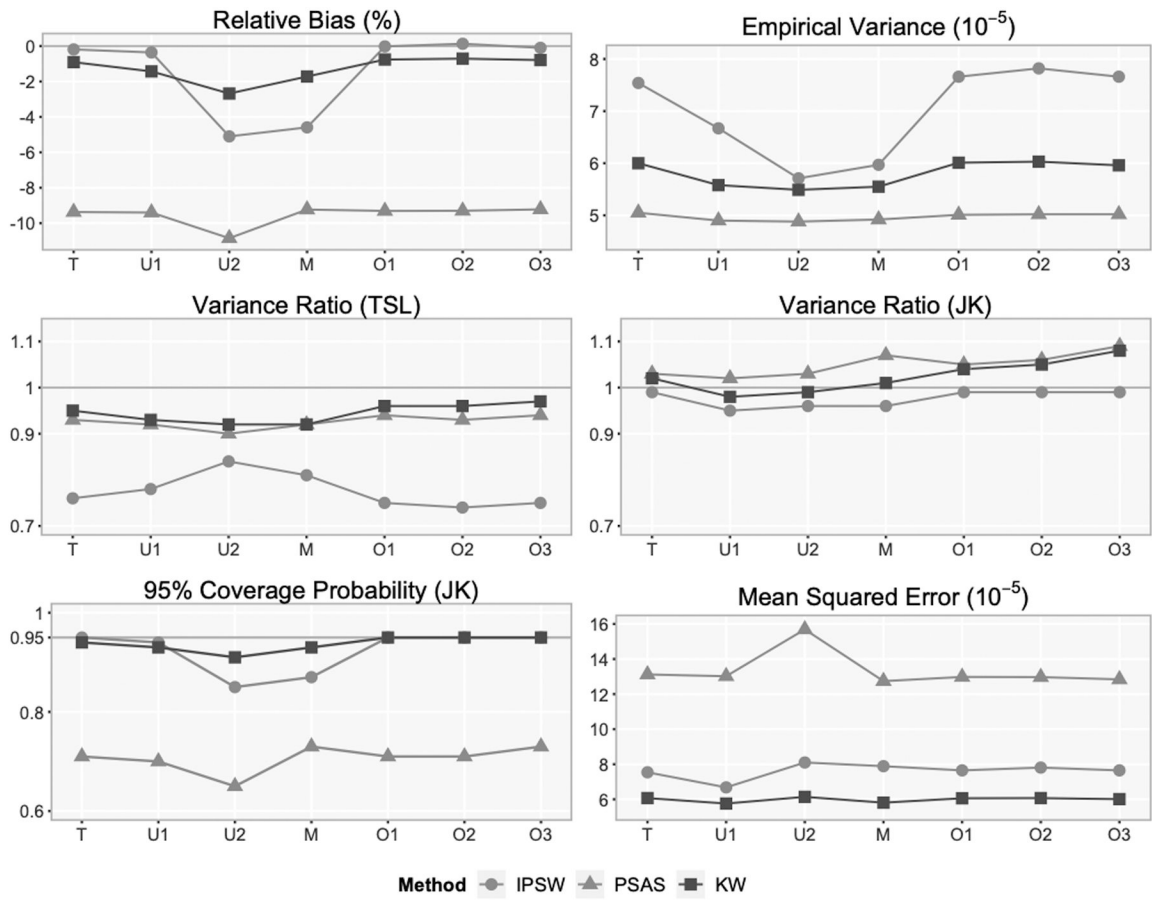 Relative Bias (%)
0
-2
-4
-6
-8
-10
T U1 U2 M O1 O2 O3
Empirical Variance (10⁻⁵)
8
7
6
5
T U1 U2 M O1 O2 O3
Variance Ratio (TSL)
1.1
1
0.9
0.7
T U1 U2 M O1 O2 O3
Variance Ratio (JK)
1.1
1
0.9
0.7
T U1 U2 M O1 O2 O3
95% Coverage Probability (JK)
1
0.95
0.8
0.6
T U1 U2 M O1 O2 O3
Mean Squared Error (10⁻⁵)
16
14
12
10
8
6
T U1 U2 M O1 O2 O3
Method IPSW PSAS KW